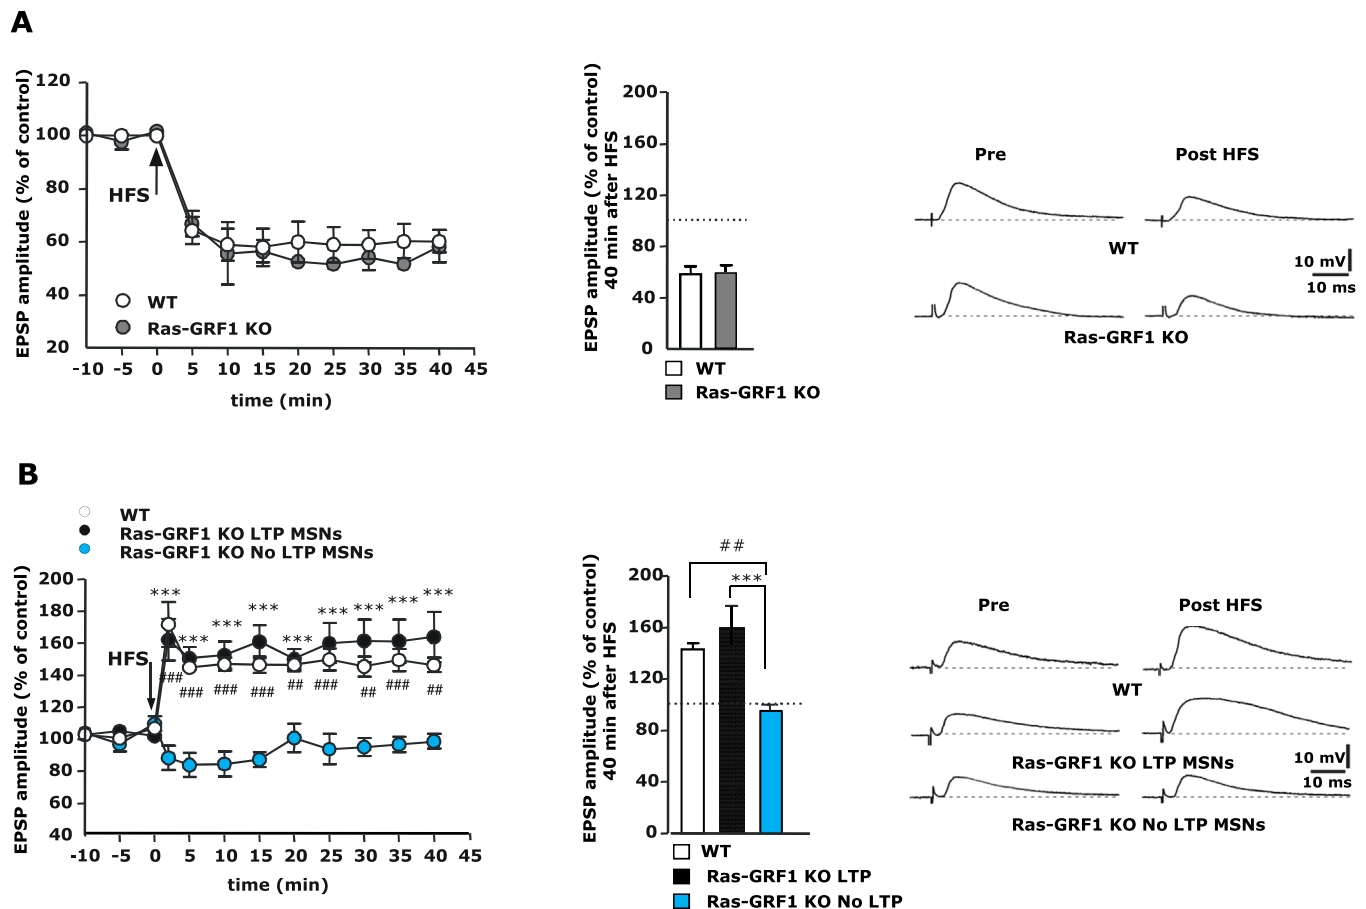 A
EPSP amplitude (% of control)
120
100
80
60
40
20
HFS
WT
Ras-GRF1 KO
-10 -5 0 5 10 15 20 25 30 35 40 45
time (min)
EPSP amplitude (% of control)
40 min after HFS
200
160
120
80
40
0
WT
Ras-GRF1 KO
Pre Post HFS
WT
10 mV
10 ms
Ras-GRF1 KO
B
WT
Ras-GRF1 KO LTP MSNs
Ras-GRF1 KO No LTP MSNs
EPSP amplitude (% of control)
200
180
160
140
120
100
80
60
40
HFS
*** *** *** *** *** *** *** *** ***
### ### ### ### ## ### ## ### ##
-10 -5 0 5 10 15 20 25 30 35 40 45
time (min)
EPSP amplitude (% of control)
40 min after HFS
200
160
120
80
40
0
##
***
WT
Ras-GRF1 KO LTP
Ras-GRF1 KO No LTP
Pre Post HFS
WT
Ras-GRF1 KO LTP MSNs
10 mV
10 ms
Ras-GRF1 KO No LTP MSNs